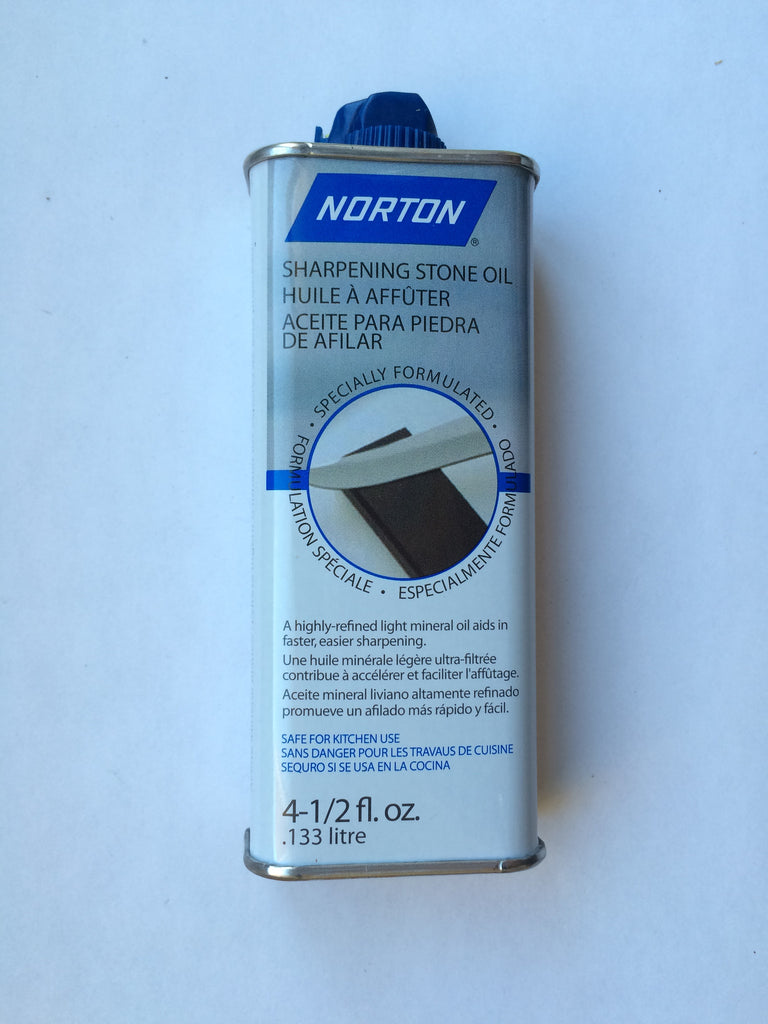 NORTON®
SHARPENING STONE OIL
HUILE À AFFÛTER
ACEITE PARA PIEDRA
DE AFILAR
• SPECIALLY FORMULATED •
FORMULATION SPÉCIALE • ESPECIALMENTE FORMULADO
A highly-refined light mineral oil aids in
faster, easier sharpening.
Une huile minérale légère ultra-filtrée
contribue à accélérer et faciliter l'affûtage.
Aceite mineral liviano altamente refinado
promueve un afilado más rápido y fácil.
SAFE FOR KITCHEN USE
SANS DANGER POUR LES TRAVAUS DE CUISINE
SEQURO SI SE USA EN LA COCINA
4-1/2 fl. oz.
.133 litre